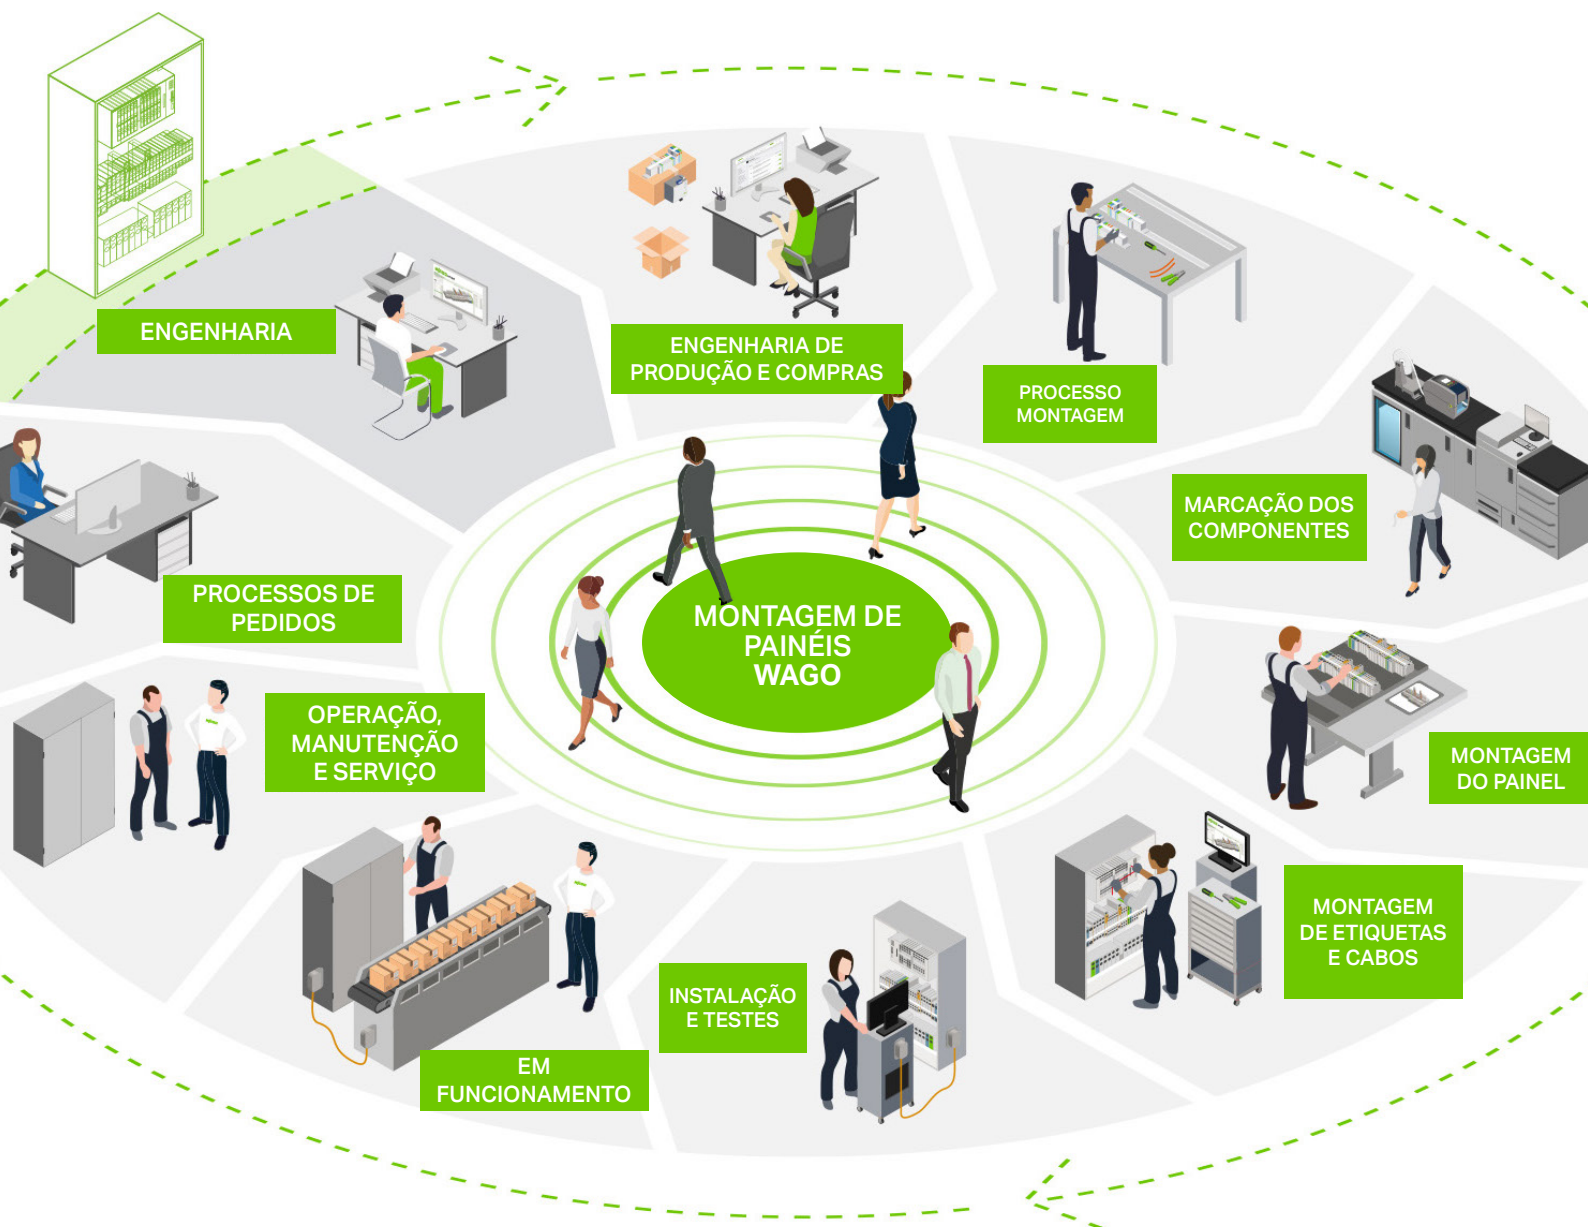 ENGENHARIA
ENGENHARIA DE
PRODUÇÃO E COMPRAS
PROCESSO
MONTAGEM
MARCAÇÃO DOS
COMPONENTES
PROCESSOS DE
PEDIDOS
MONTAGEM DE
PAINÉIS
WAGO
OPERAÇÃO,
MANUTENÇÃO
E SERVIÇO
MONTAGEM
DO PAINEL
MONTAGEM
DE ETIQUETAS
E CABOS
INSTALAÇÃO
E TESTES
EM
FUNCIONAMENTO